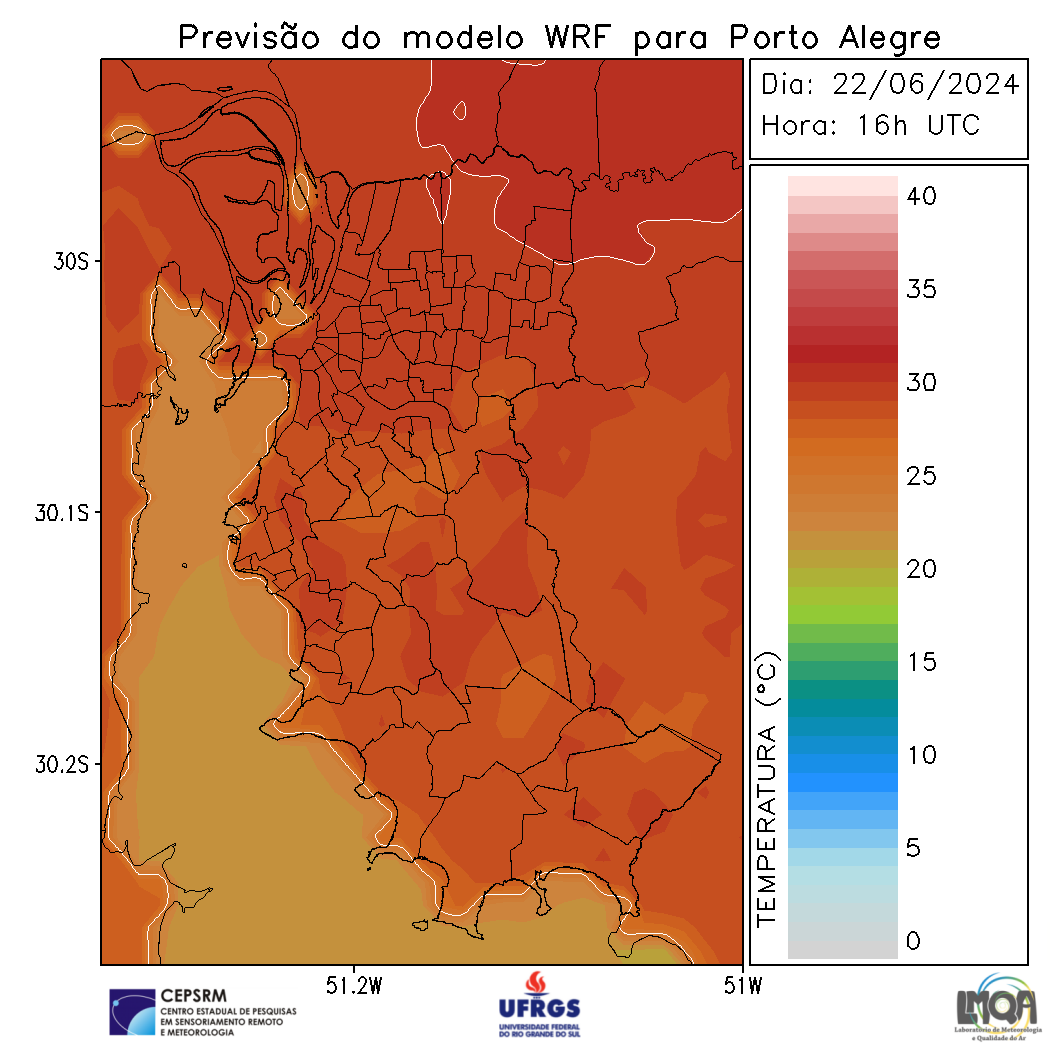 Previsão do modelo WRF para Porto Alegre
Dia: 22/06/2024
Hora: 16h UTC
40
35
30
25
20
15
10
5
0
TEMPERATURA (°C)
30S
30.1S
30.2S
51.2W
51W
CEPSRM
CENTRO ESTADUAL DE PESQUISAS
EM SENSORIAMENTO REMOTO
E METEOROLOGIA
UFRGS
UNIVERSIDADE FEDERAL
DO RIO GRANDE DO SUL
LMQA
Laboratório de Meteorologia
e Qualidade do Ar